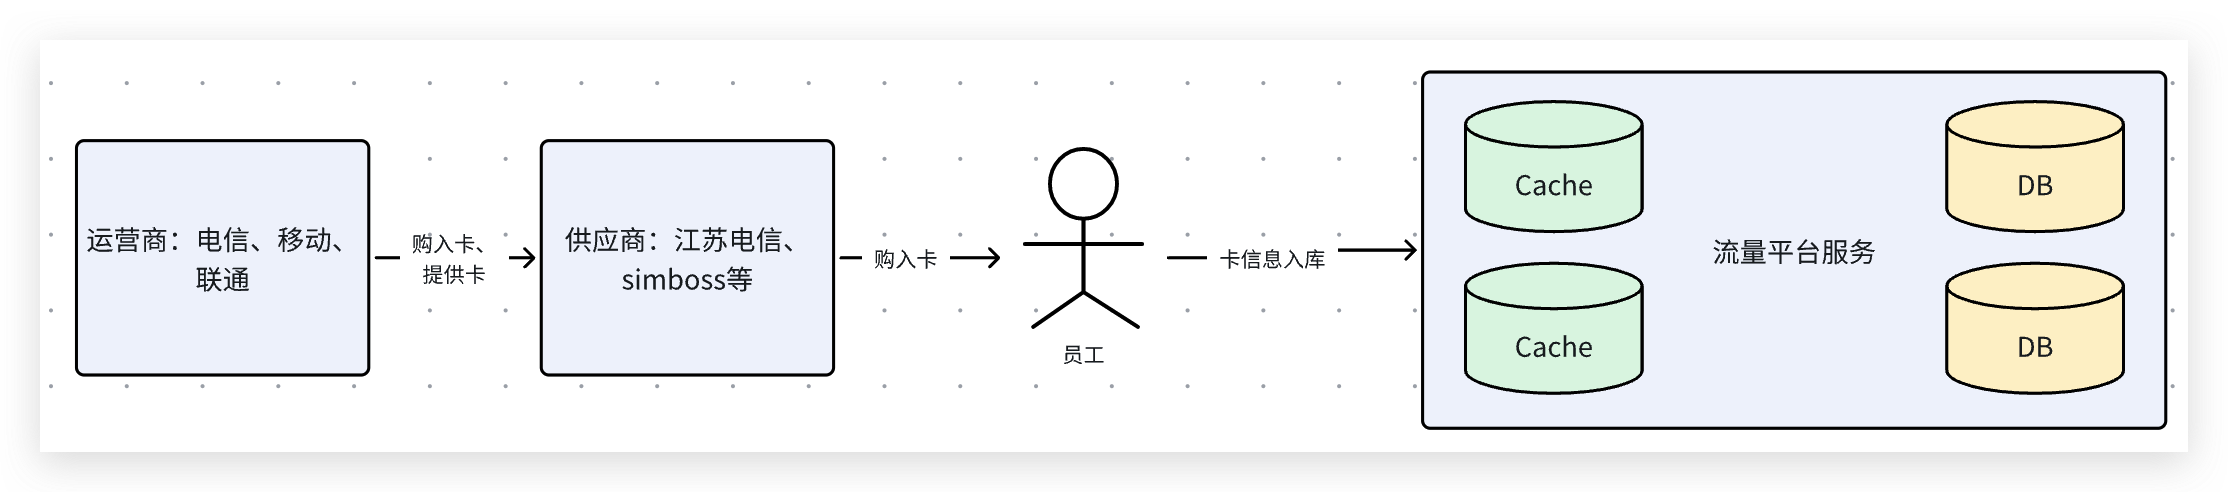 运营商：电信、移动、
联通
购入卡、
提供卡
供应商：江苏电信、
simboss等
购入卡
员工
卡信息入库
Cache
Cache
流量平台服务
DB
DB